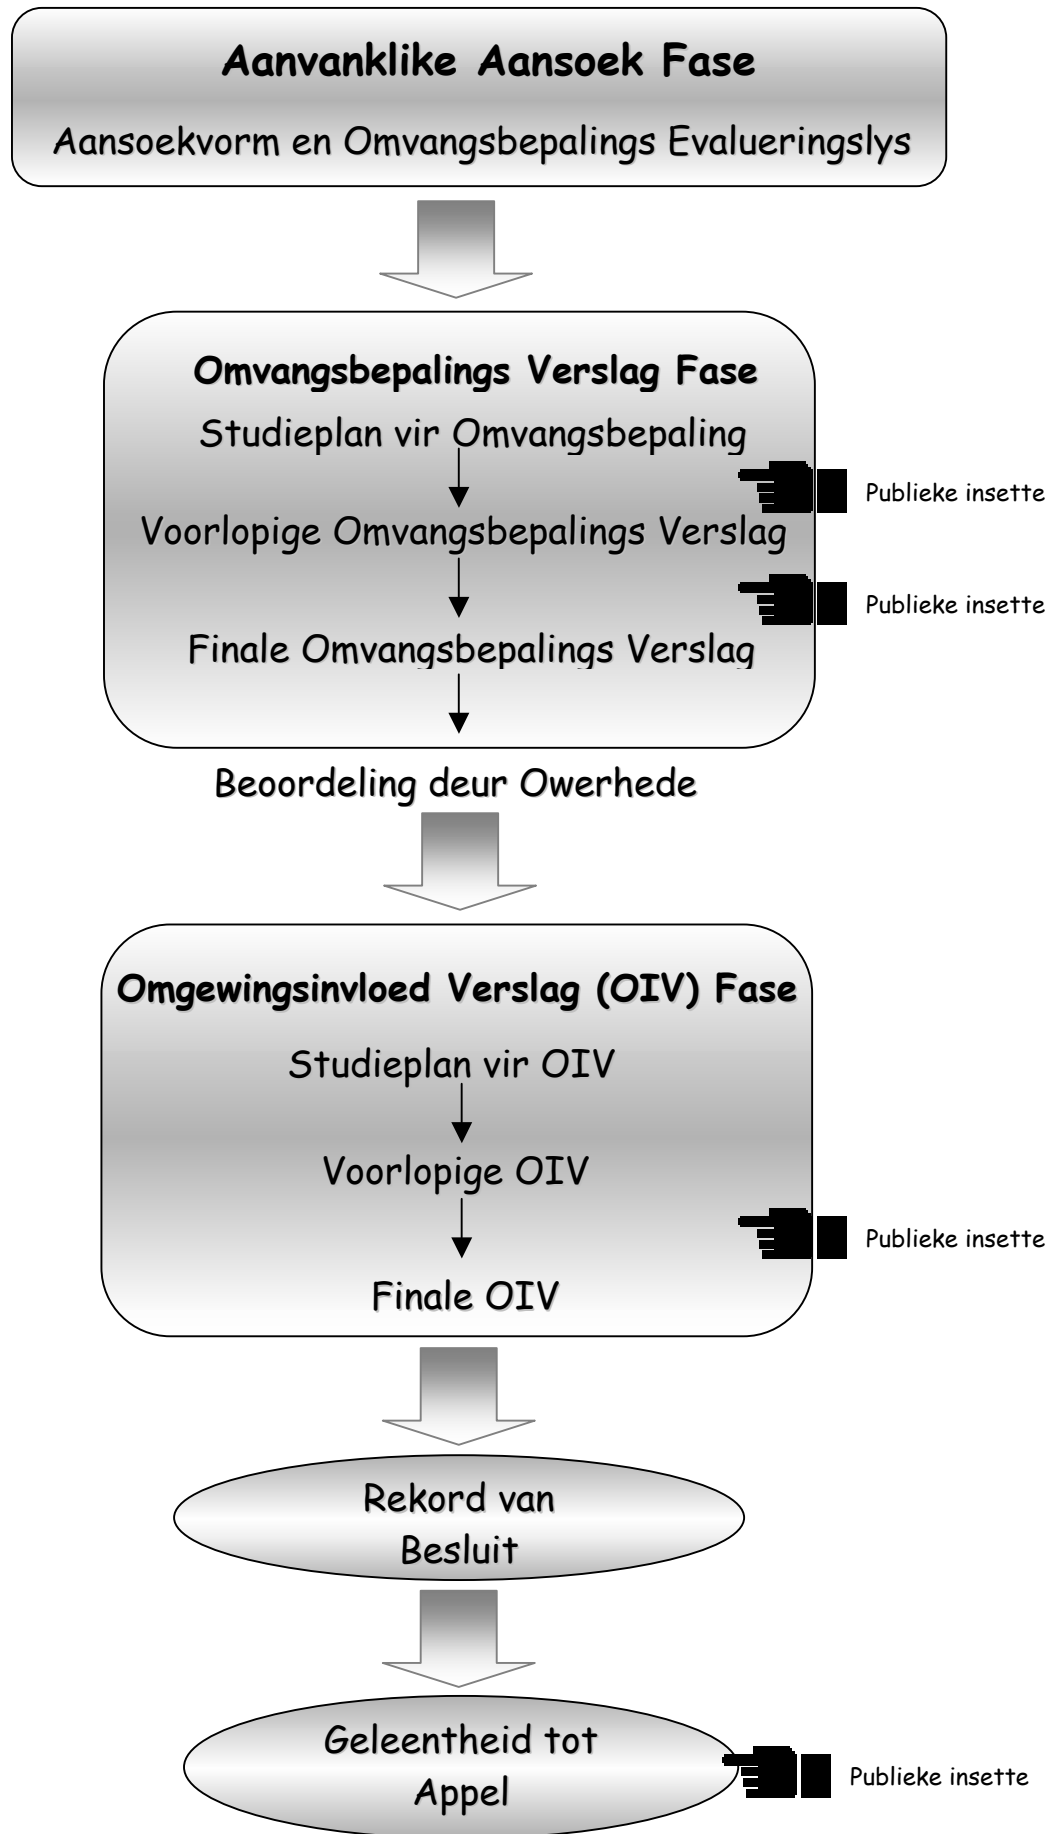 Aanvanklike Aansoek Fase
Aansoekvorm en Omvangsbepalings Evalueringslys
Omvangsbepalings Verslag Fase
Studieplan vir Omvangsbepaling
Publieke insette
Voorlopige Omvangsbepalings Verslag
Publieke insette
Finale Omvangsbepalings Verslag
Beoordeling deur Owerhede
Omgewingsinvloed Verslag (OIV) Fase
Studieplan vir OIV
Voorlopige OIV
Publieke insette
Finale OIV
Rekord van
Besluit
Geleentheid tot
Appel
Publieke insette